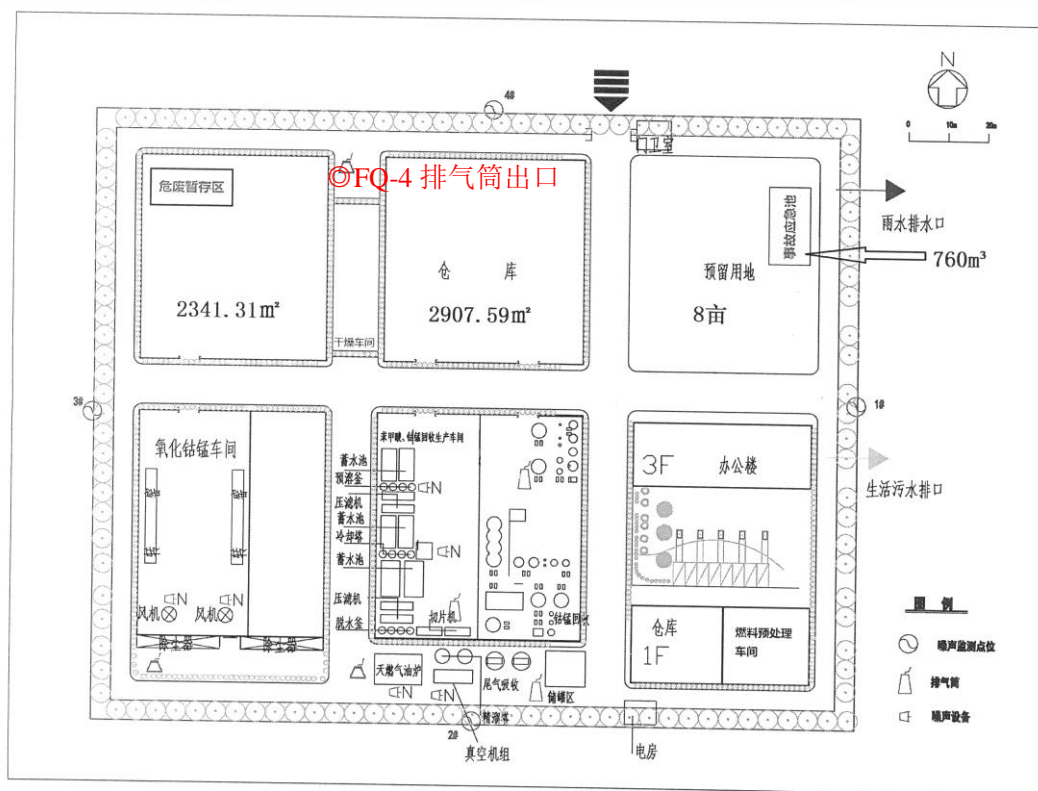 N
0 10m 20m
4#
门卫室
◎FQ-4 排气筒出口
危废暂存区
事故应急池
雨水排水口
760m³
仓 库
预留用地
2341.31m²
2907.59m²
8亩
干燥车间
3#
1#
氧化钴锰车间
苯甲酸、钴锰回收生产车间
3F 办公楼
生活污水排口
蓄水池
预溶釜
N
压滤机
蓄水池
冷却塔
N
蓄水池
压滤机
脱水釜
切片机
钴锰回收
风机
N
风机
N
除尘器
除尘器
仓库
1F
燃料预处理
车间
图 例
噪声监测点位
排气筒
噪声设备
天燃气油炉
N
N
尾气吸收
储罐区
精溜塔
2#
真空机组
电房